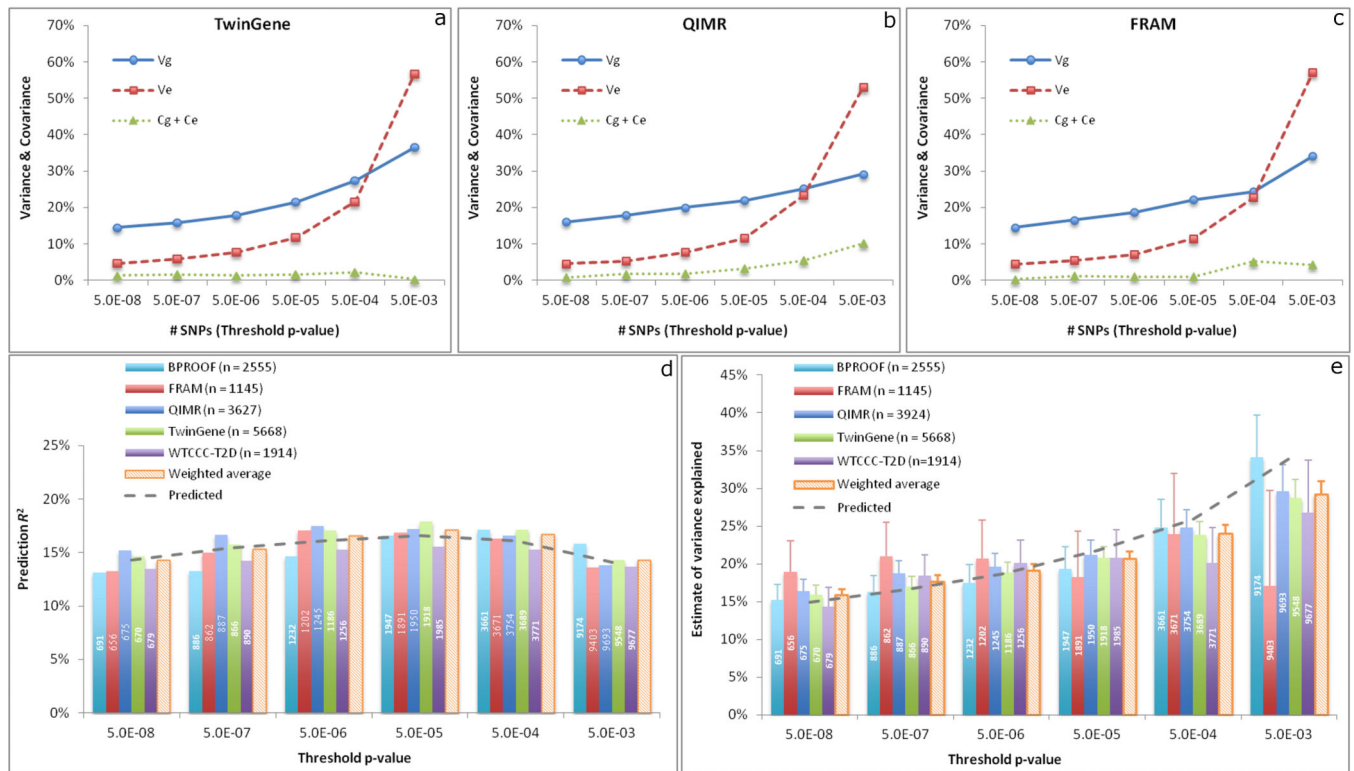 TwinGene
a
70%
60%
50%
40%
30%
20%
10%
0%
Variance & Covariance
Vg
Ve
Cg + Ce
5.0E-08 5.0E-07 5.0E-06 5.0E-05 5.0E-04 5.0E-03
# SNPs (Threshold p-value)
QIMR
b
70%
60%
50%
40%
30%
20%
10%
0%
Variance & Covariance
Vg
Ve
Cg + Ce
5.0E-08 5.0E-07 5.0E-06 5.0E-05 5.0E-04 5.0E-03
# SNPs (Threshold p-value)
FRAM
c
70%
60%
50%
40%
30%
20%
10%
0%
Variance & Covariance
Vg
Ve
Cg + Ce
5.0E-08 5.0E-07 5.0E-06 5.0E-05 5.0E-04 5.0E-03
# SNPs (Threshold p-value)
d
BPROOF (n = 2555)
FRAM (n = 1145)
QIMR (n = 3627)
TwinGene (n = 5668)
WTCCC-T2D (n=1914)
Weighted average
Predicted
25%
20%
15%
10%
5%
0%
Prediction R²
691 656 675 670 679
886 862 887 866 890
1232 1202 1245 1186 1256
1947 1891 1950 1918 1985
3661 3671 3754 3689 3771
9174 9403 9693 9548 9677
5.0E-08 5.0E-07 5.0E-06 5.0E-05 5.0E-04 5.0E-03
Threshold p-value
e
BPROOF (n = 2555)
FRAM (n = 1145)
QIMR (n = 3924)
TwinGene (n = 5668)
WTCCC-T2D (n=1914)
Weighted average
Predicted
45%
40%
35%
30%
25%
20%
15%
10%
5%
0%
Estimate of variance explained
691 656 675 670 679
886 862 887 866 890
1232 1202 1245 1186 1256
1947 1891 1950 1918 1985
3661 3671 3754 3689 3771
9174 9403 9693 9548 9677
5.0E-08 5.0E-07 5.0E-06 5.0E-05 5.0E-04 5.0E-03
Threshold p-value